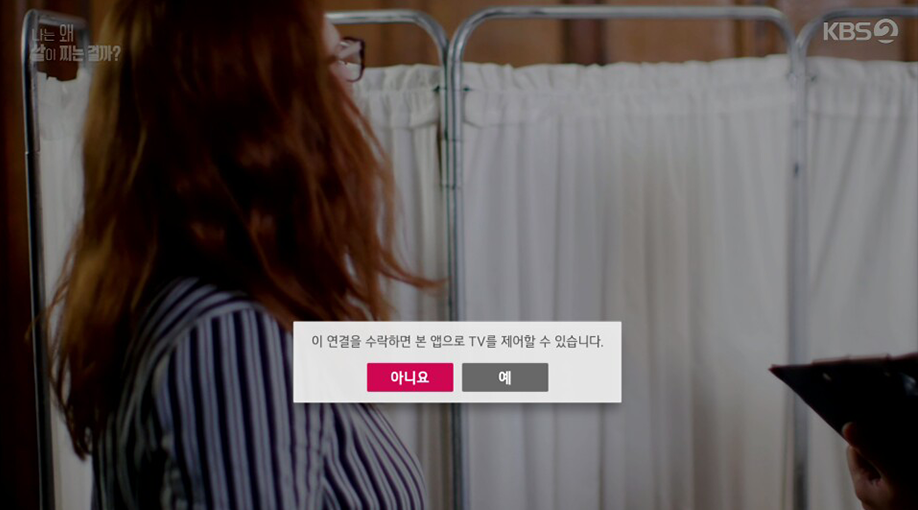 나는 왜
살이 찌는 걸까?
KBS2
이 연결을 수락하면 본 앱으로 TV를 제어할 수 있습니다.
아니요
예